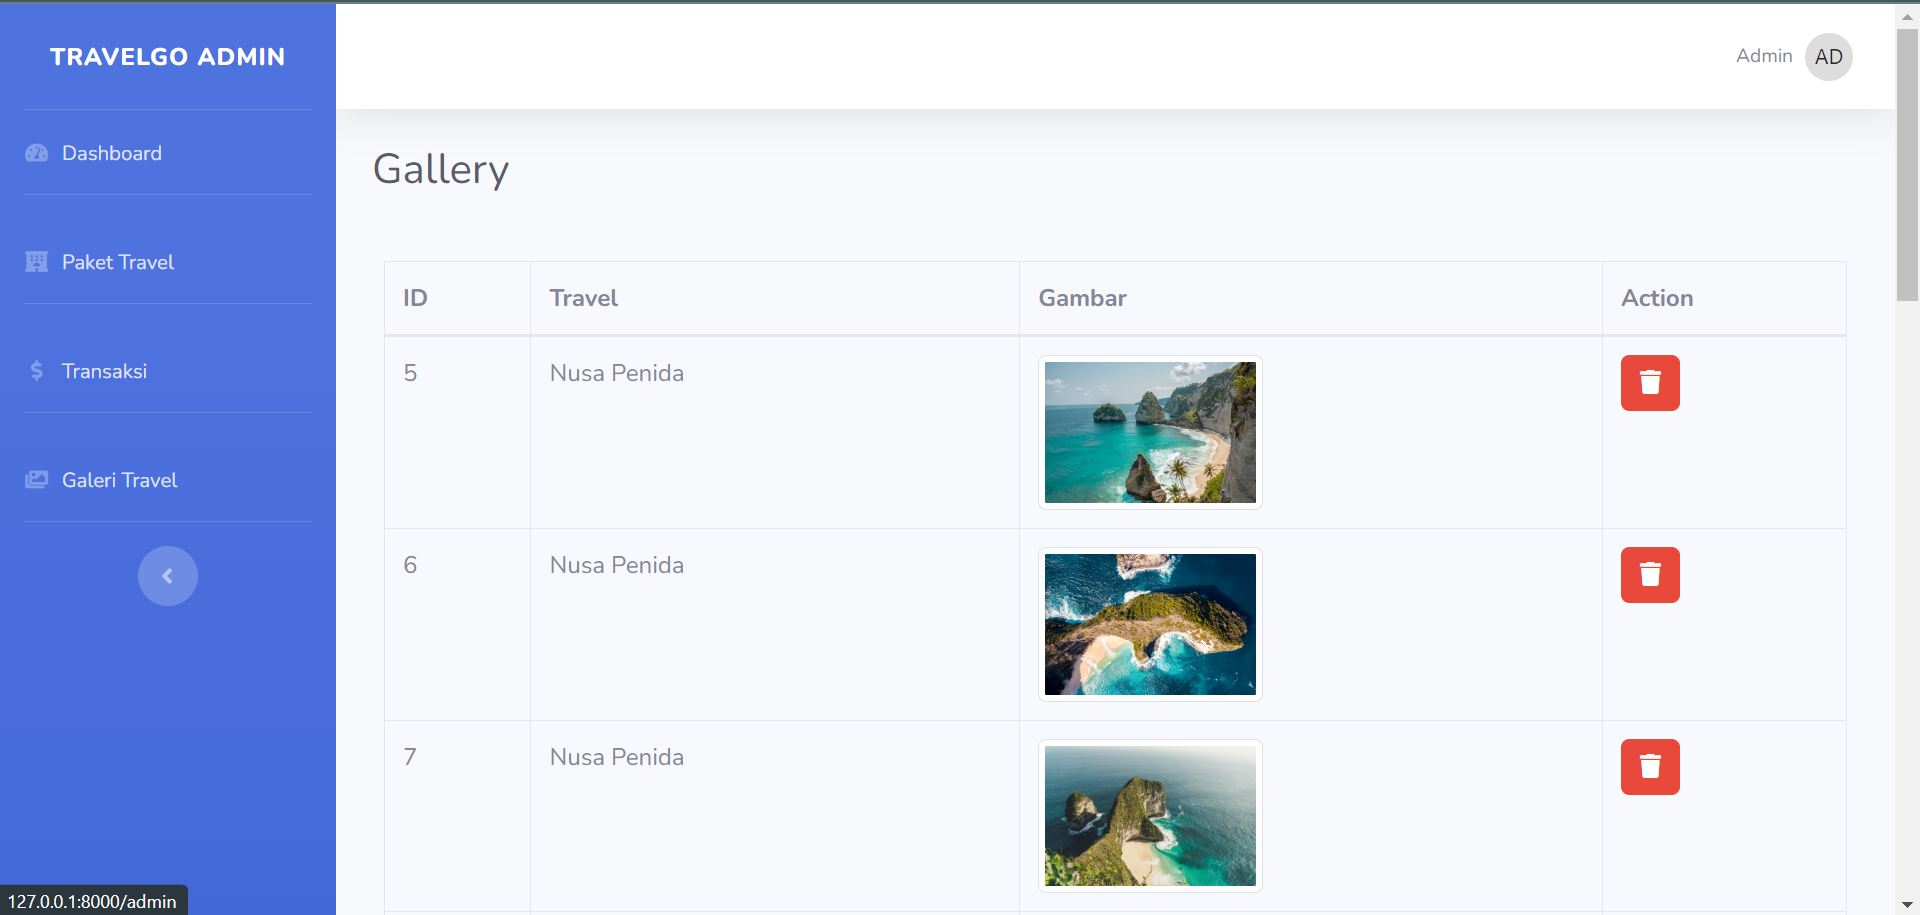 TRAVELGO ADMIN
Admin AD
Dashboard
Paket Travel
Transaksi
Galeri Travel
Gallery
ID Travel Gambar Action
5 Nusa Penida
6 Nusa Penida
7 Nusa Penida
127.0.0.1:8000/admin